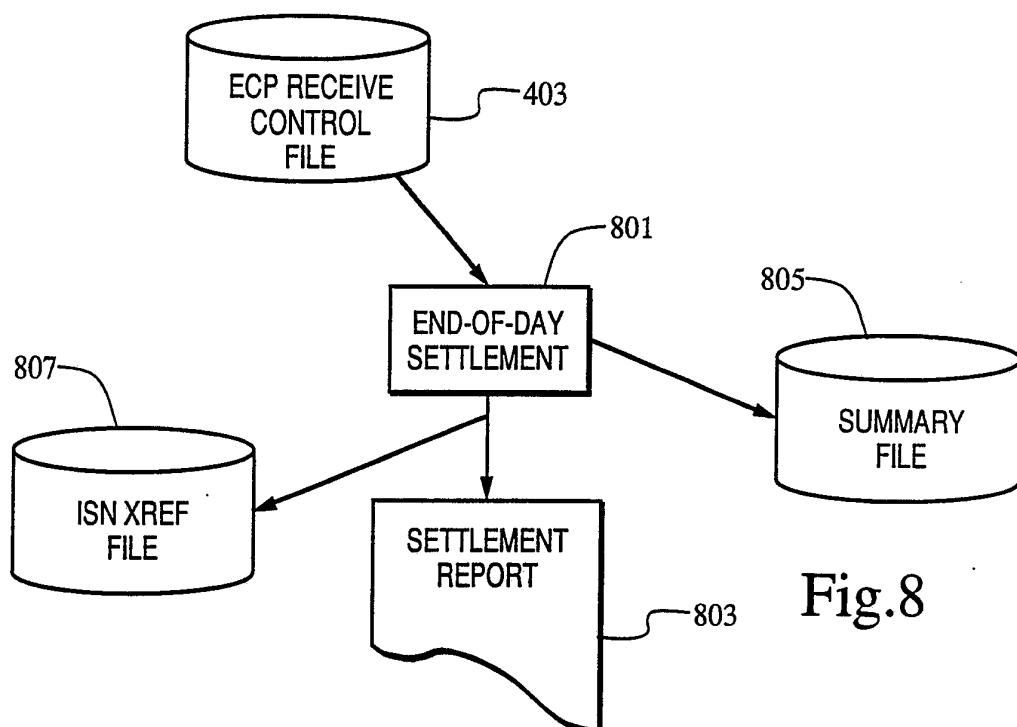 ECP RECEIVE
CONTROL
FILE
403
801
END-OF-DAY
SETTLEMENT
805
SUMMARY
FILE
807
ISN XREF
FILE
SETTLEMENT
REPORT
803
Fig.8